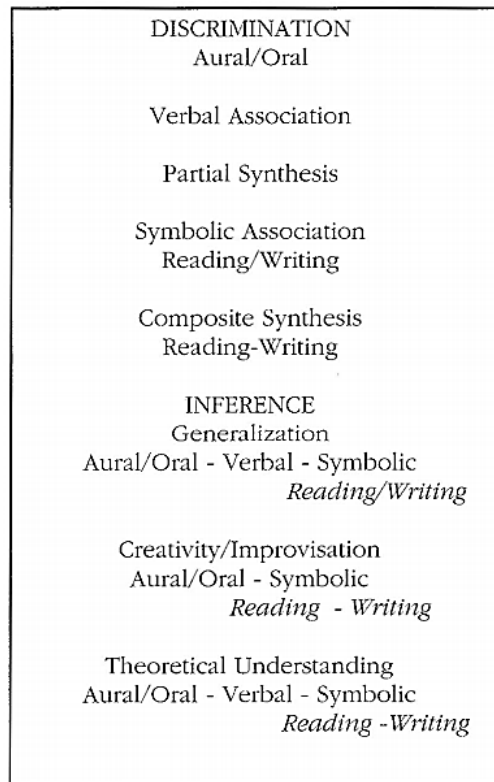 DISCRIMINATION
Aural/Oral
Verbal Association
Partial Synthesis
Symbolic Association
Reading/Writing
Composite Synthesis
Reading-Writing
INFERENCE
Generalization
Aural/Oral - Verbal - Symbolic
Reading/Writing
Creativity/Improvisation
Aural/Oral - Symbolic
Reading - Writing
Theoretical Understanding
Aural/Oral - Verbal - Symbolic
Reading -Writing